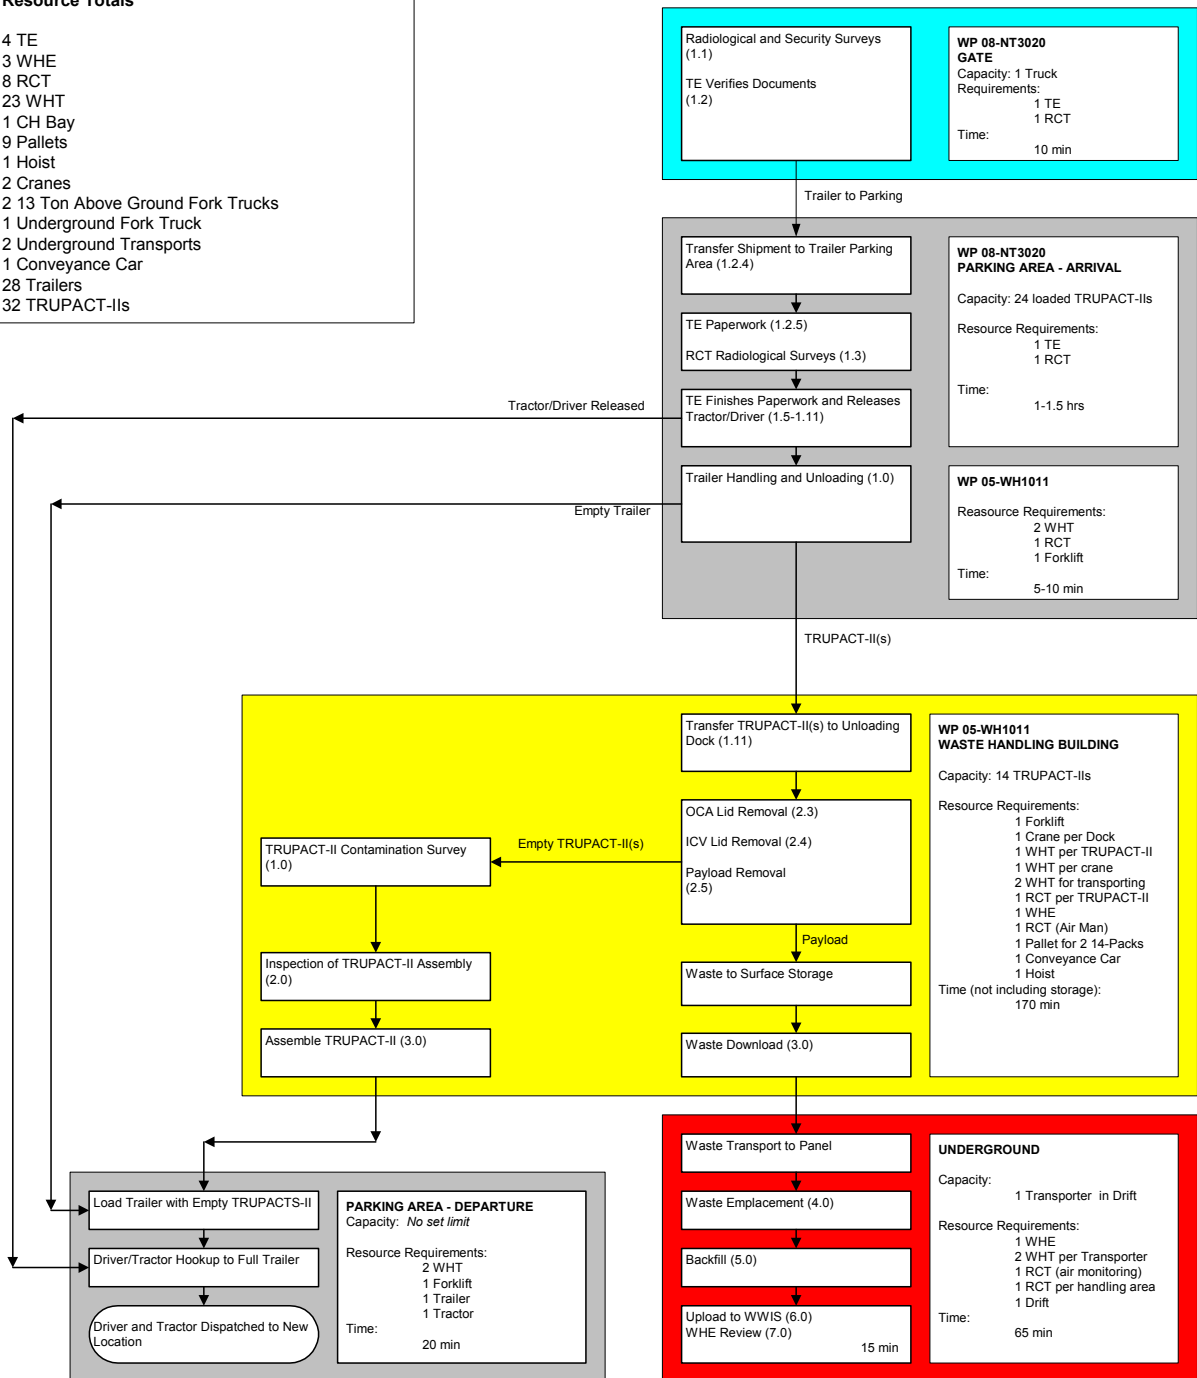 Resource Totals
4 TE
3 WHE
8 RCT
23 WHT
1 CH Bay
9 Pallets
1 Hoist
2 Cranes
2 13 Ton Above Ground Fork Trucks
1 Underground Fork Truck
2 Underground Transports
1 Conveyance Car
28 Trailers
32 TRUPACT-IIs
Radiological and Security Surveys
(1.1)
TE Verifies Documents
(1.2)
WP 08-NT3020
GATE
Capacity: 1 Truck
Requirements:
1 TE
1 RCT
Time:
10 min
Trailer to Parking
Transfer Shipment to Trailer Parking
Area (1.2.4)
TE Paperwork (1.2.5)
RCT Radiological Surveys (1.3)
TE Finishes Paperwork and Releases
Tractor/Driver (1.5-1.11)
Trailer Handling and Unloading (1.0)
WP 08-NT3020
PARKING AREA - ARRIVAL
Capacity: 24 loaded TRUPACT-IIs
Resource Requirements:
1 TE
1 RCT
Time:
1-1.5 hrs
WP 05-WH1011
Reasource Requirements:
2 WHT
1 RCT
1 Forklift
Time:
5-10 min
Tractor/Driver Released
Empty Trailer
TRUPACT-II(s)
Transfer TRUPACT-II(s) to Unloading
Dock (1.11)
OCA Lid Removal (2.3)
ICV Lid Removal (2.4)
Payload Removal
(2.5)
Empty TRUPACT-II(s)
Payload
Waste to Surface Storage
Waste Download (3.0)
TRUPACT-II Contamination Survey
(1.0)
Inspection of TRUPACT-II Assembly
(2.0)
Assemble TRUPACT-II (3.0)
WP 05-WH1011
WASTE HANDLING BUILDING
Capacity: 14 TRUPACT-IIs
Resource Requirements:
1 Forklift
1 Crane per Dock
1 WHT per TRUPACT-II
1 WHT per crane
2 WHT for transporting
1 RCT per TRUPACT-II
1 WHE
1 RCT (Air Man)
1 Pallet for 2 14-Packs
1 Conveyance Car
1 Hoist
Time (not including storage):
170 min
Load Trailer with Empty TRUPACTS-II
Driver/Tractor Hookup to Full Trailer
Driver and Tractor Dispatched to New
Location
PARKING AREA - DEPARTURE
Capacity: No set limit
Resource Requirements:
2 WHT
1 Forklift
1 Trailer
1 Tractor
Time:
20 min
Waste Transport to Panel
Waste Emplacement (4.0)
Backfill (5.0)
Upload to WWIS (6.0)
WHE Review (7.0)
15 min
UNDERGROUND
Capacity:
1 Transporter in Drift
Resource Requirements:
1 WHE
2 WHT per Transporter
1 RCT (air monitoring)
1 RCT per handling area
1 Drift
Time:
65 min